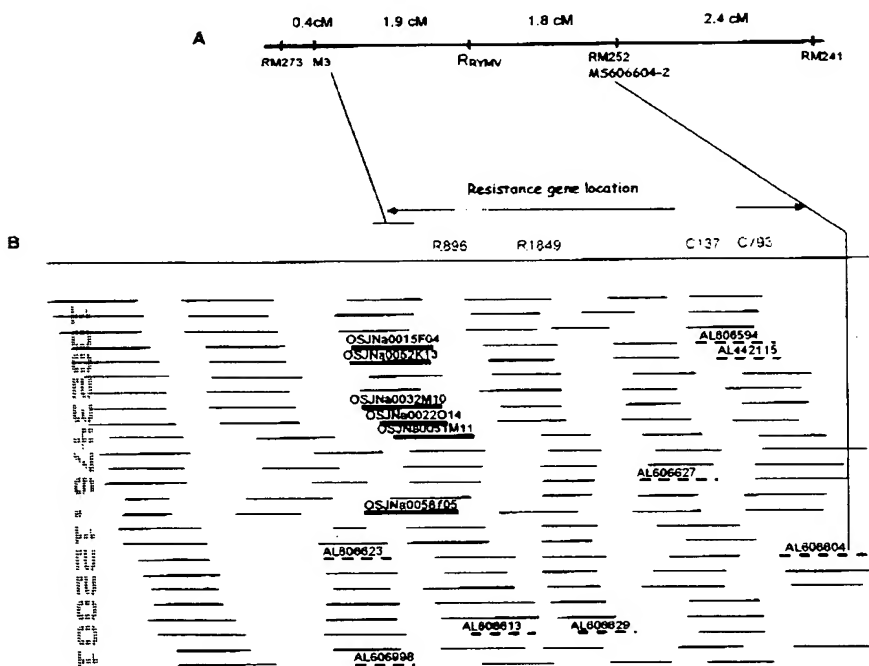 0.4cM 1.9 cM 1.8 cM 2.4 cM
A
RM273 M3 RRYMV RM252 RM241
MS606604-2
Resistance gene location
B
R896 R1849 C137 C793
OSJNa0015F04
AL606594
OSJNa0052K13
AL442115
OSJNa0032M10
OSJNa0022O14
OSJNB0051M11
AL606627
OSJNa0058f05
AL606623
AL606604
AL606613
AL606629
AL606998